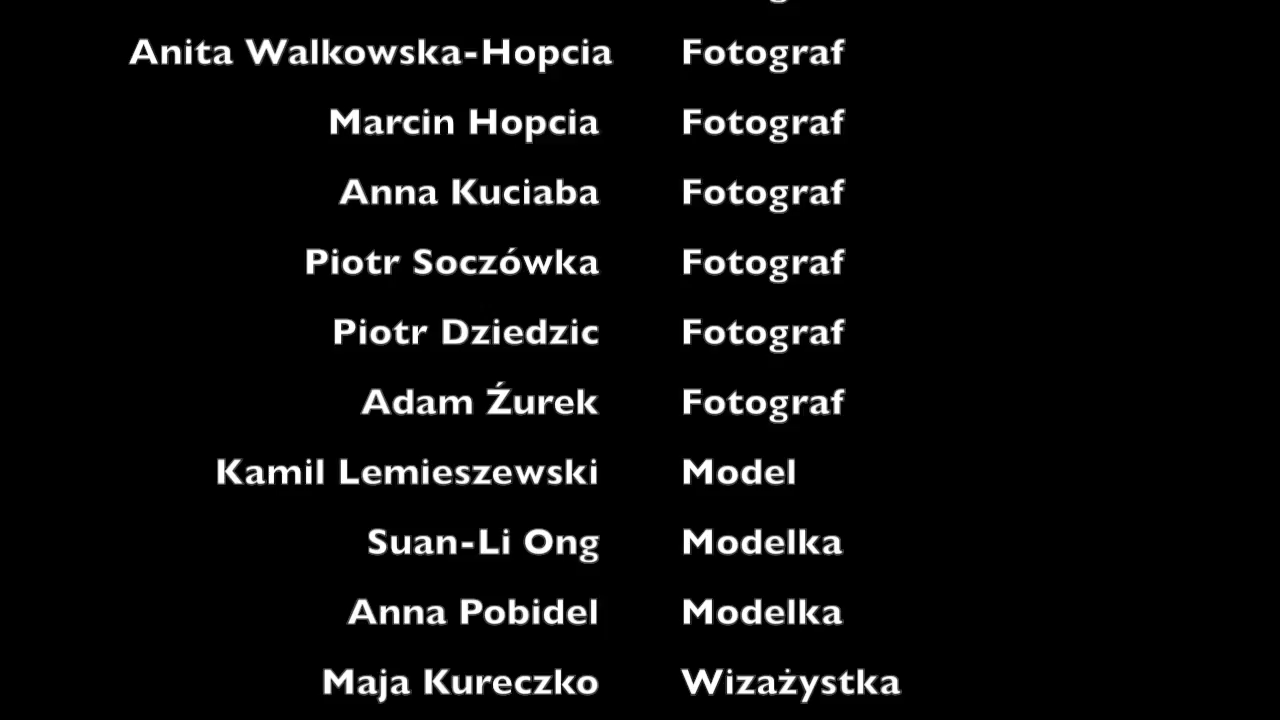 Anita Walkowska-Hopcia Fotograf
Marcin Hopcia Fotograf
Anna Kuciaba Fotograf
Piotr Soczówka Fotograf
Piotr Dziedzic Fotograf
Adam Źurek Fotograf
Kamil Lemieszewski Model
Suan-Li Ong Modelka
Anna Pobidel Modelka
Maja Kureczko Wizażystka